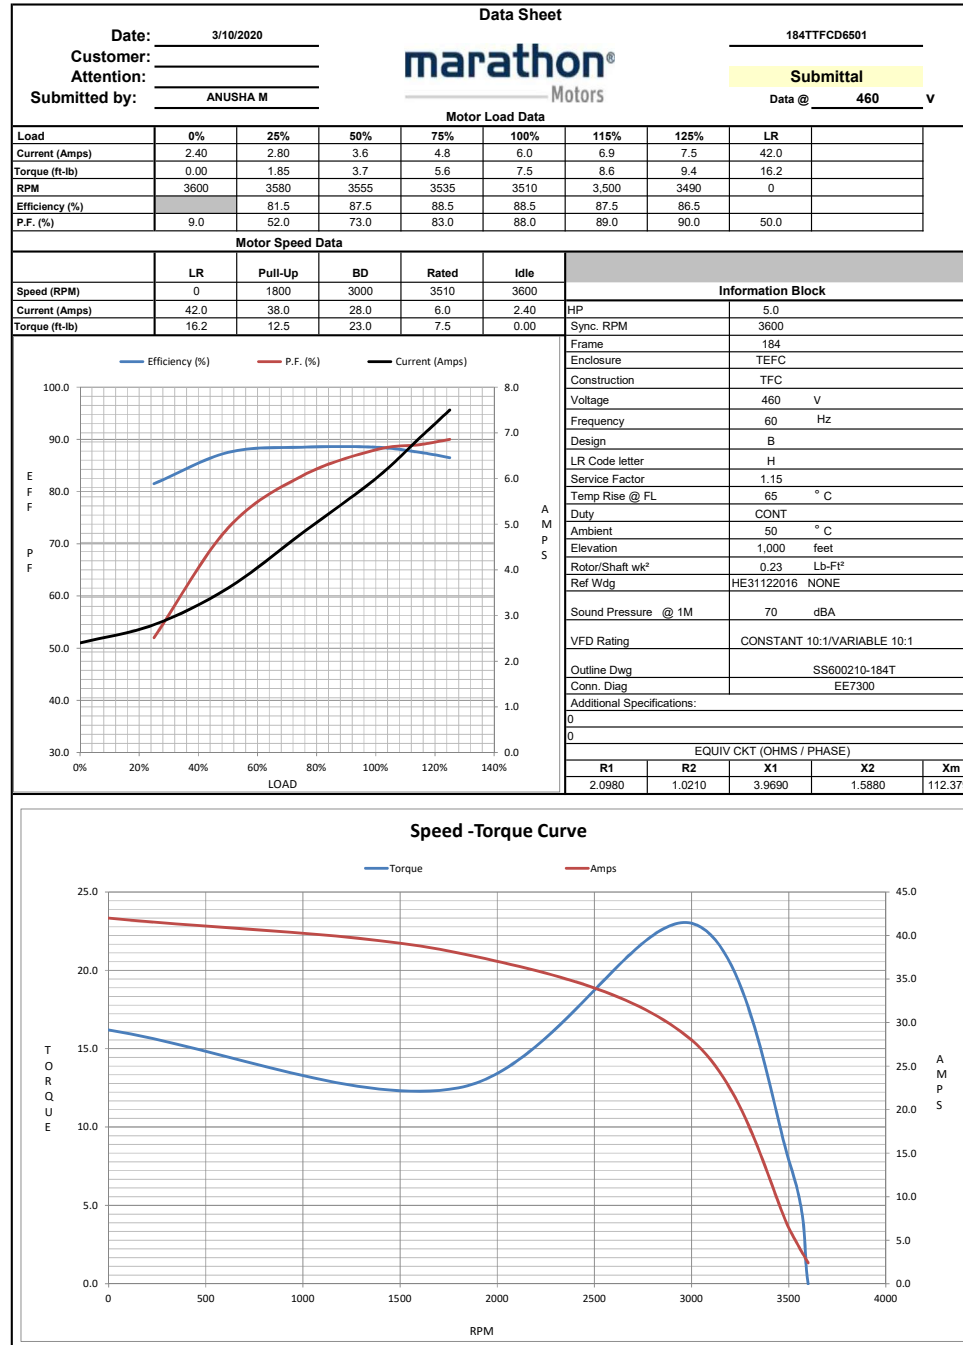 Data Sheet
Date: 3/10/2020 184TTFCD6501
Customer:
Attention:
Submitted by: ANUSHA M
marathon®
Motors
Submittal
Data @ 460 V
Motor Load Data
Load 0% 25% 50% 75% 100% 115% 125% LR
Current (Amps) 2.40 2.80 3.6 4.8 6.0 6.9 7.5 42.0
Torque (ft-lb) 0.00 1.85 3.7 5.6 7.5 8.6 9.4 16.2
RPM 3600 3580 3555 3535 3510 3,500 3490 0
Efficiency (%) 81.5 87.5 88.5 88.5 87.5 86.5
P.F. (%) 9.0 52.0 73.0 83.0 88.0 89.0 90.0 50.0
Motor Speed Data
LR Pull-Up BD Rated Idle
Speed (RPM) 0 1800 3000 3510 3600
Current (Amps) 42.0 38.0 28.0 6.0 2.40
Torque (ft-lb) 16.2 12.5 23.0 7.5 0.00
Information Block
HP 5.0
Sync. RPM 3600
Frame 184
Enclosure TEFC
Construction TFC
Voltage 460 V
Frequency 60 Hz
Design B
LR Code letter H
Service Factor 1.15
Temp Rise @ FL 65 ° C
Duty CONT
Ambient 50 ° C
Elevation 1,000 feet
Rotor/Shaft wk² 0.23 Lb-Ft²
Ref Wdg HE31122016 NONE
Sound Pressure @ 1M 70 dBA
VFD Rating CONSTANT 10:1/VARIABLE 10:1
Outline Dwg SS600210-184T
Conn. Diag EE7300
Additional Specifications:
0
0
EQUIV CKT (OHMS / PHASE)
R1 R2 X1 X2 Xm
2.0980 1.0210 3.9690 1.5880 112.37
Efficiency (%) P.F. (%) Current (Amps)
100.0 8.0
90.0 7.0
80.0 6.0
70.0 5.0
60.0 4.0
50.0 3.0
40.0 2.0
30.0 1.0
0.0
EFF PF
AMPS
0% 20% 40% 60% 80% 100% 120% 140%
LOAD
Speed -Torque Curve
Torque Amps
25.0 45.0
20.0 40.0
15.0 35.0
10.0 30.0
5.0 25.0
0.0 20.0
15.0
10.0
5.0
0.0
TORQUE
AMPS
0 500 1000 1500 2000 2500 3000 3500 4000
RPM